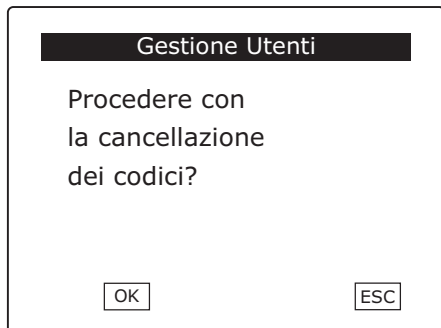 Gestione Utenti
Procedere con
la cancellazione
dei codici?
OK ESC